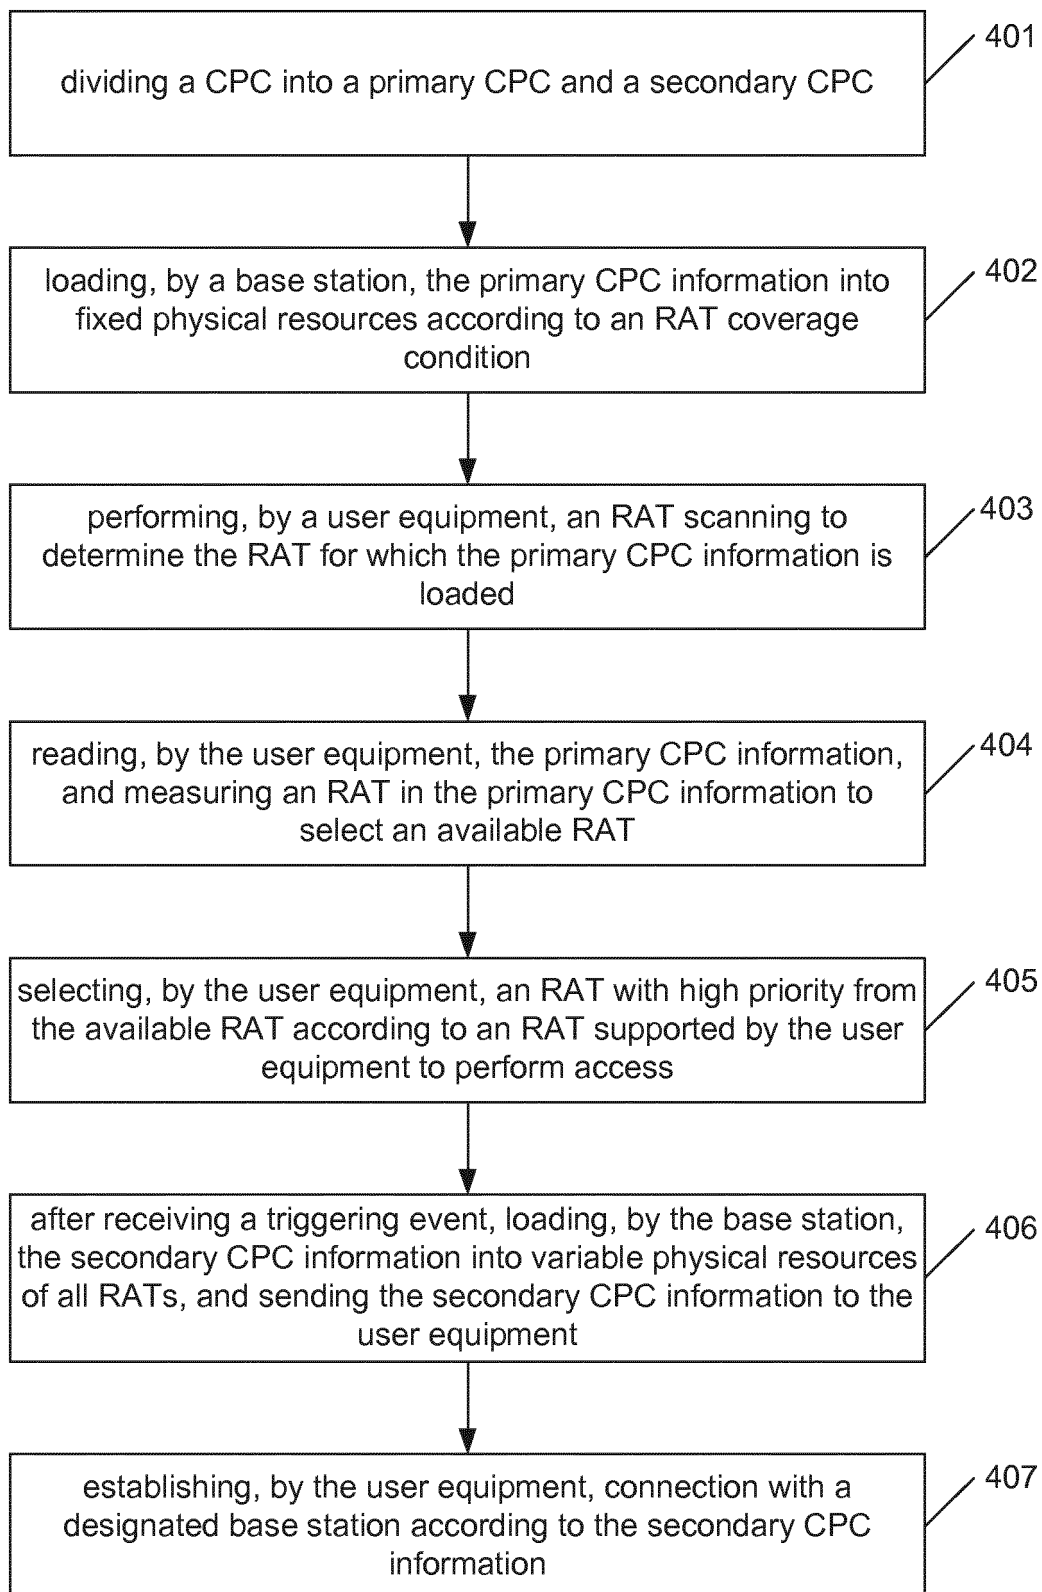 dividing a CPC into a primary CPC and a secondary CPC
401
loading, by a base station, the primary CPC information into
fixed physical resources according to an RAT coverage
condition
402
performing, by a user equipment, an RAT scanning to
determine the RAT for which the primary CPC information is
loaded
403
reading, by the user equipment, the primary CPC information,
and measuring an RAT in the primary CPC information to
select an available RAT
404
selecting, by the user equipment, an RAT with high priority from
the available RAT according to an RAT supported by the user
equipment to perform access
405
after receiving a triggering event, loading, by the base station,
the secondary CPC information into variable physical resources
of all RATs, and sending the secondary CPC information to the
user equipment
406
establishing, by the user equipment, connection with a
designated base station according to the secondary CPC
information
407